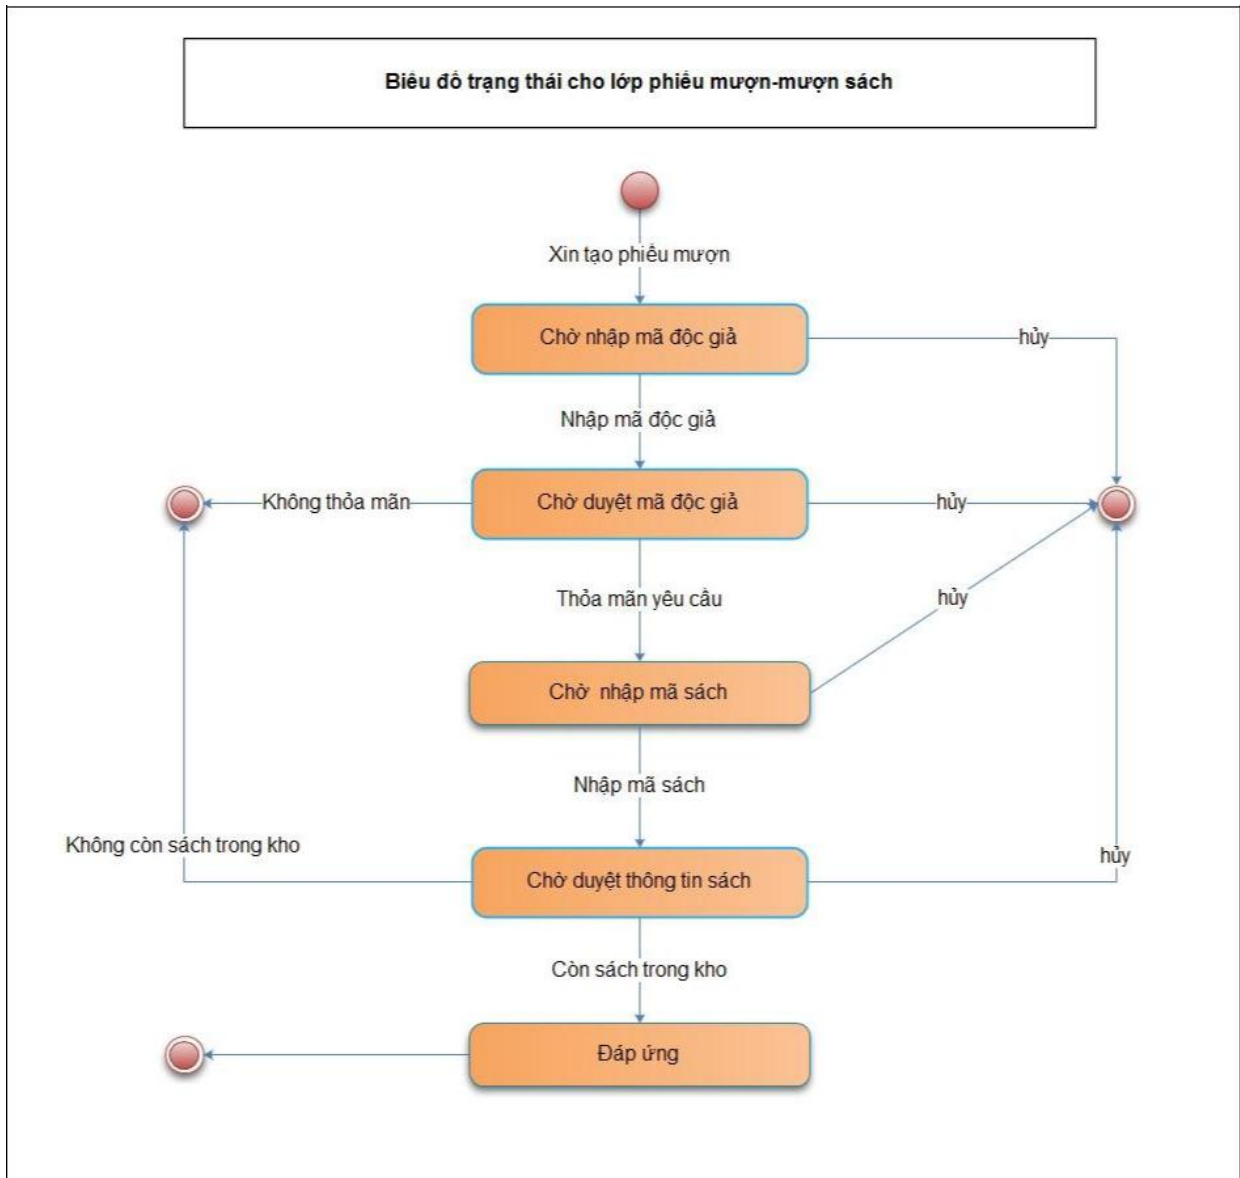 Biểu đồ trạng thái cho lớp phiếu mượn-mượn sách
Xin tạo phiếu mượn
Chờ nhập mã độc giả
hủy
Nhập mã độc giả
Không thỏa mãn
Chờ duyệt mã độc giả
hủy
Thỏa mãn yêu cầu
hủy
Chờ nhập mã sách
Nhập mã sách
Không còn sách trong kho
hủy
Chờ duyệt thông tin sách
Còn sách trong kho
Đáp ứng